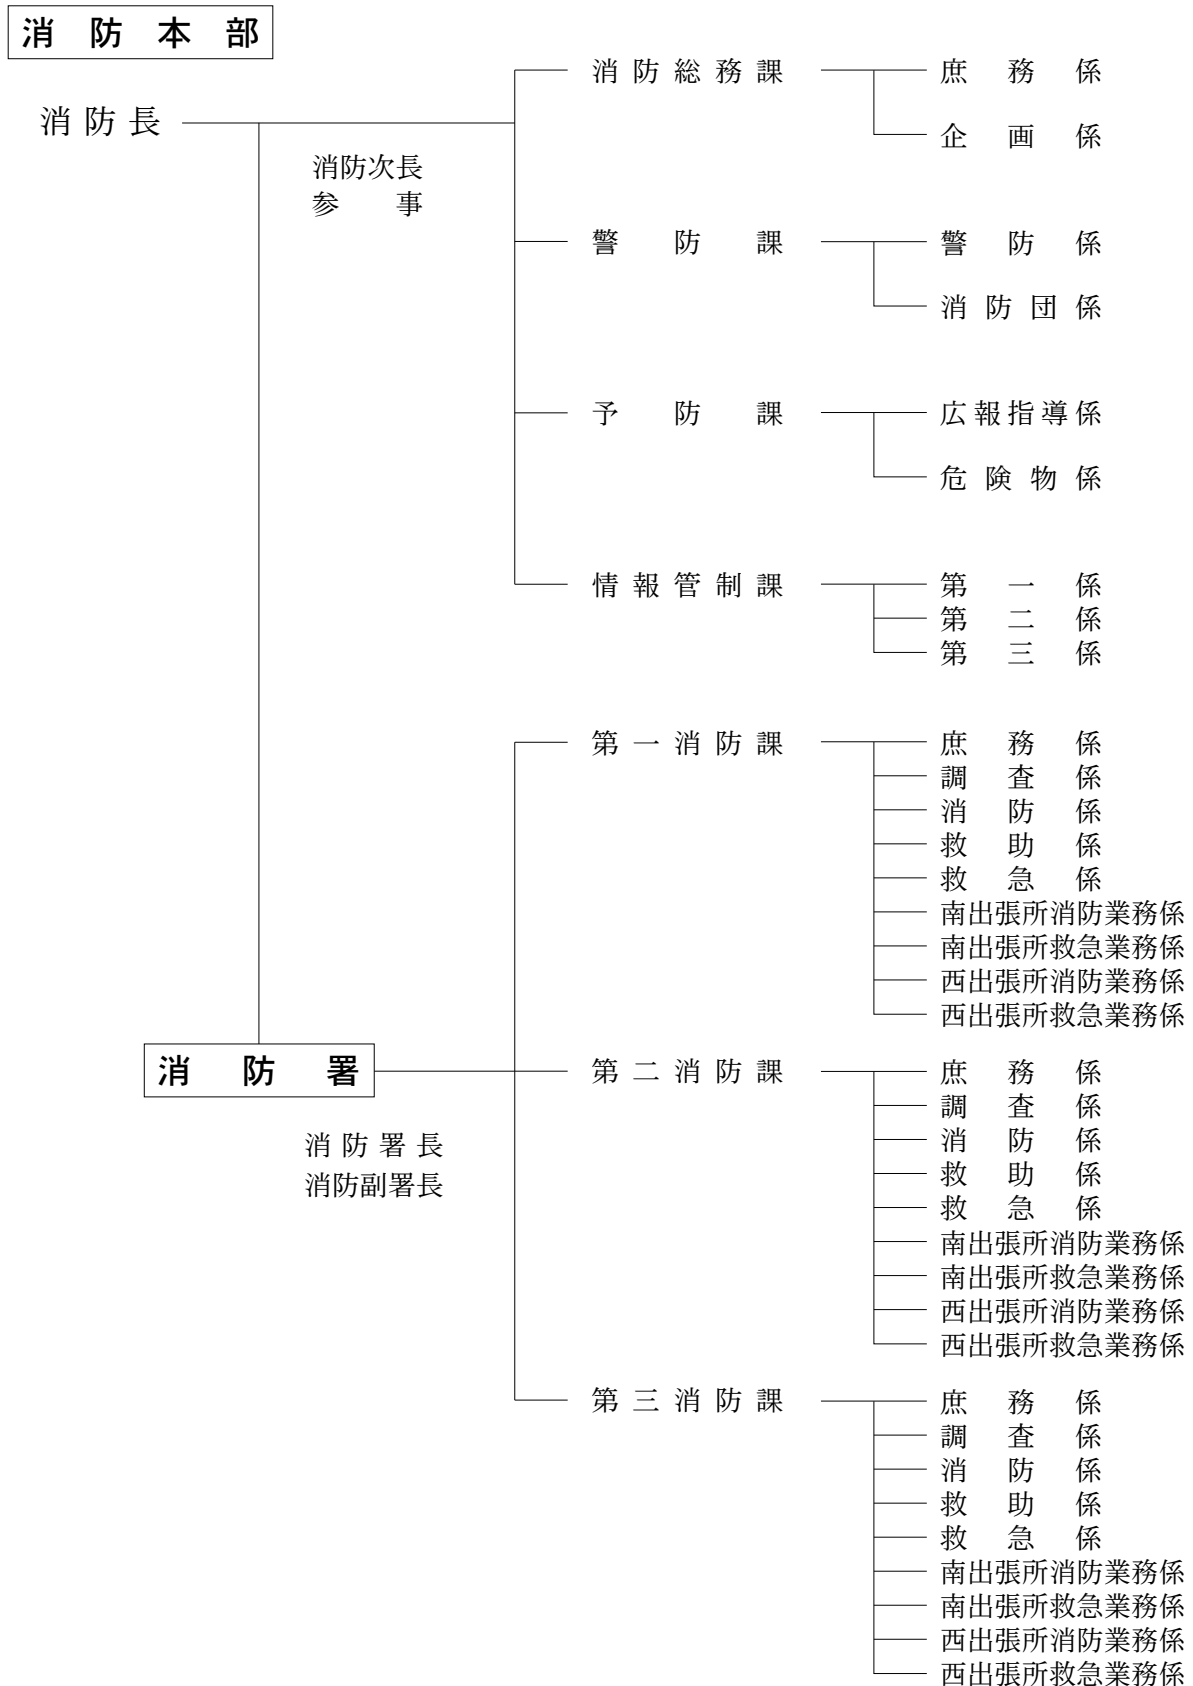 消防本部
消防長
消防次長
参事
消防総務課
庶務係
企画係
警防課
警防係
消防団係
予防課
広報指導係
危険物係
情報管制課
第一係
第二係
第三係
消防署
消防署長
消防副署長
第一消防課
庶務係
調査係
消防係
救助係
救急係
南出張所消防業務係
南出張所救急業務係
西出張所消防業務係
西出張所救急業務係
第二消防課
庶務係
調査係
消防係
救助係
救急係
南出張所消防業務係
南出張所救急業務係
西出張所消防業務係
西出張所救急業務係
第三消防課
庶務係
調査係
消防係
救助係
救急係
南出張所消防業務係
南出張所救急業務係
西出張所消防業務係
西出張所救急業務係